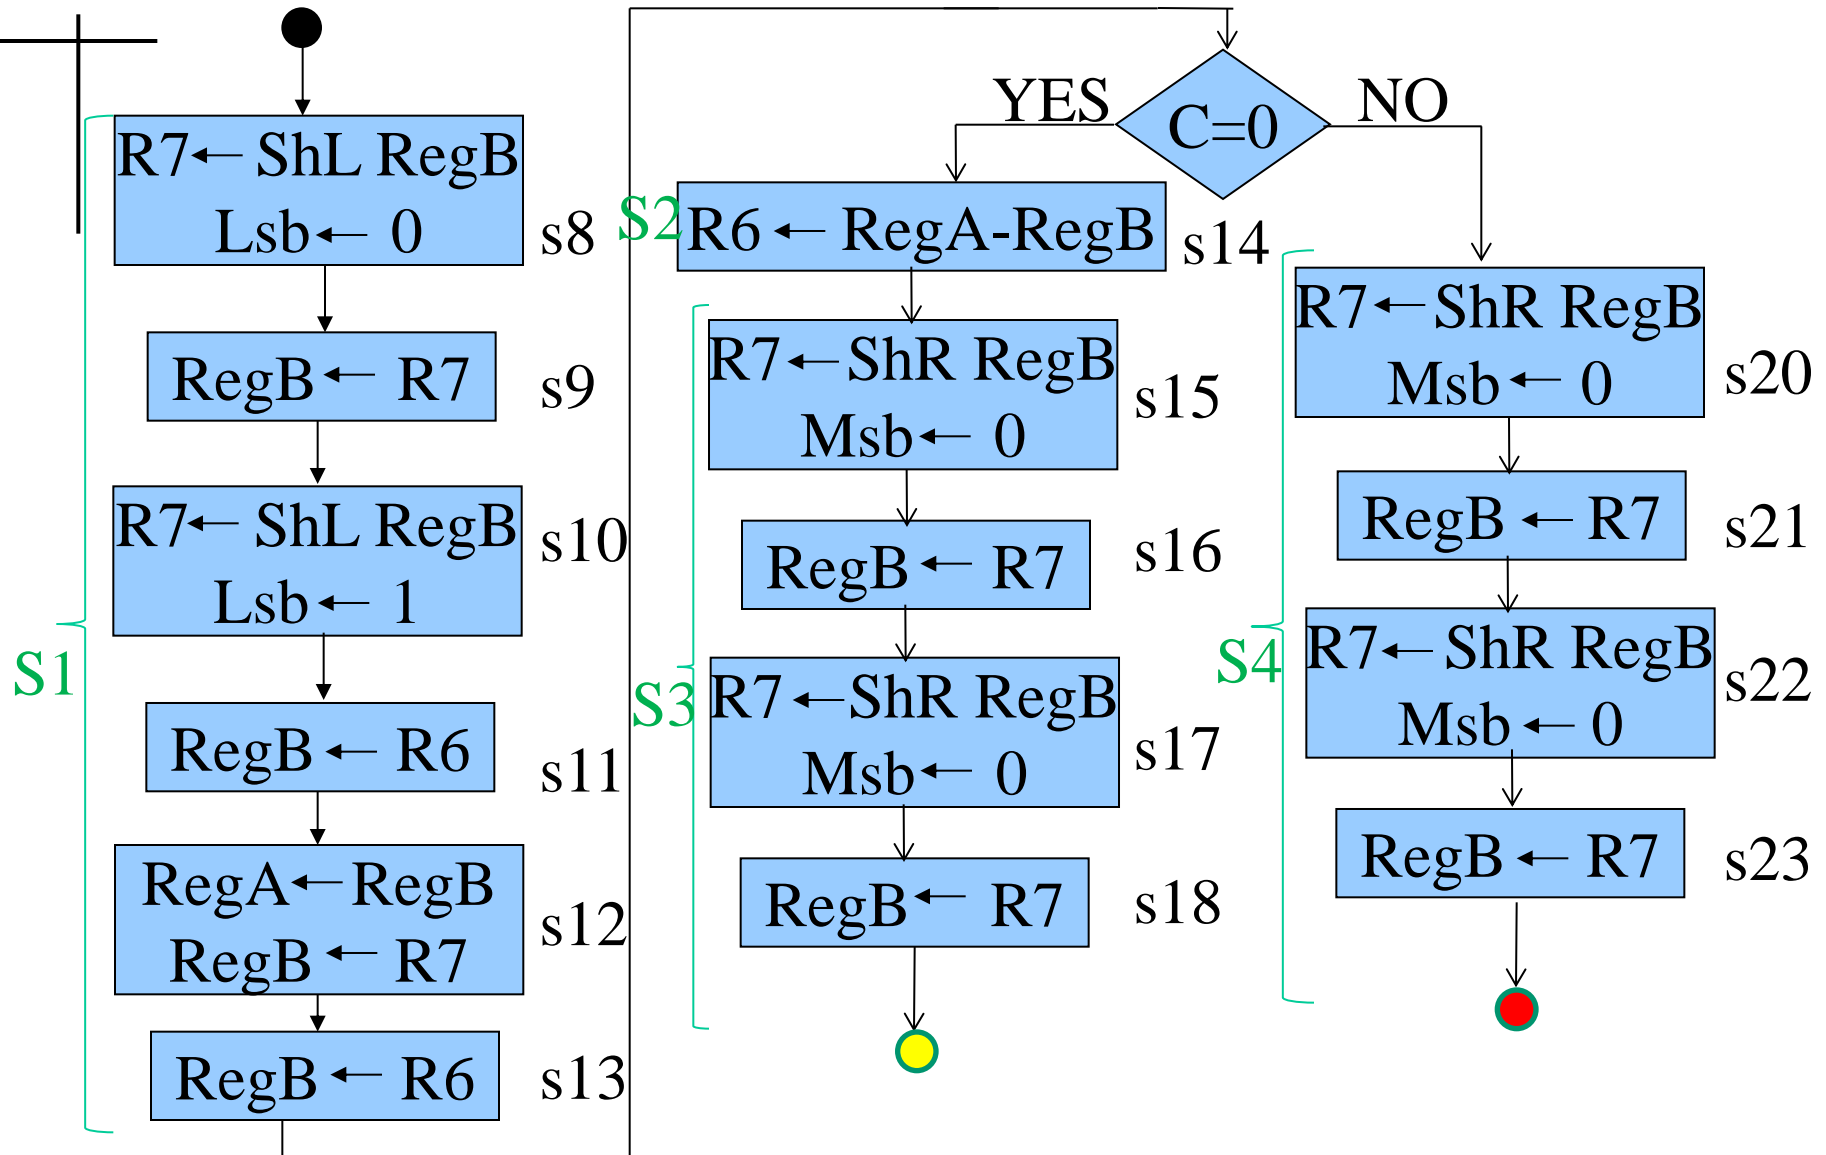 R7← ShL RegB
Lsb← 0
s8
RegB← R7
s9
R7← ShL RegB
Lsb← 1
s10
S1
RegB← R6
s11
RegA←RegB
RegB← R7
s12
RegB← R6
s13
C=0
YES
NO
S2
R6← RegA-RegB
s14
R7←ShR RegB
Msb← 0
s15
RegB← R7
s16
S3
R7←ShR RegB
Msb← 0
s17
RegB← R7
s18
R7←ShR RegB
Msb← 0
s20
RegB← R7
s21
S4
R7←ShR RegB
Msb← 0
s22
RegB← R7
s23